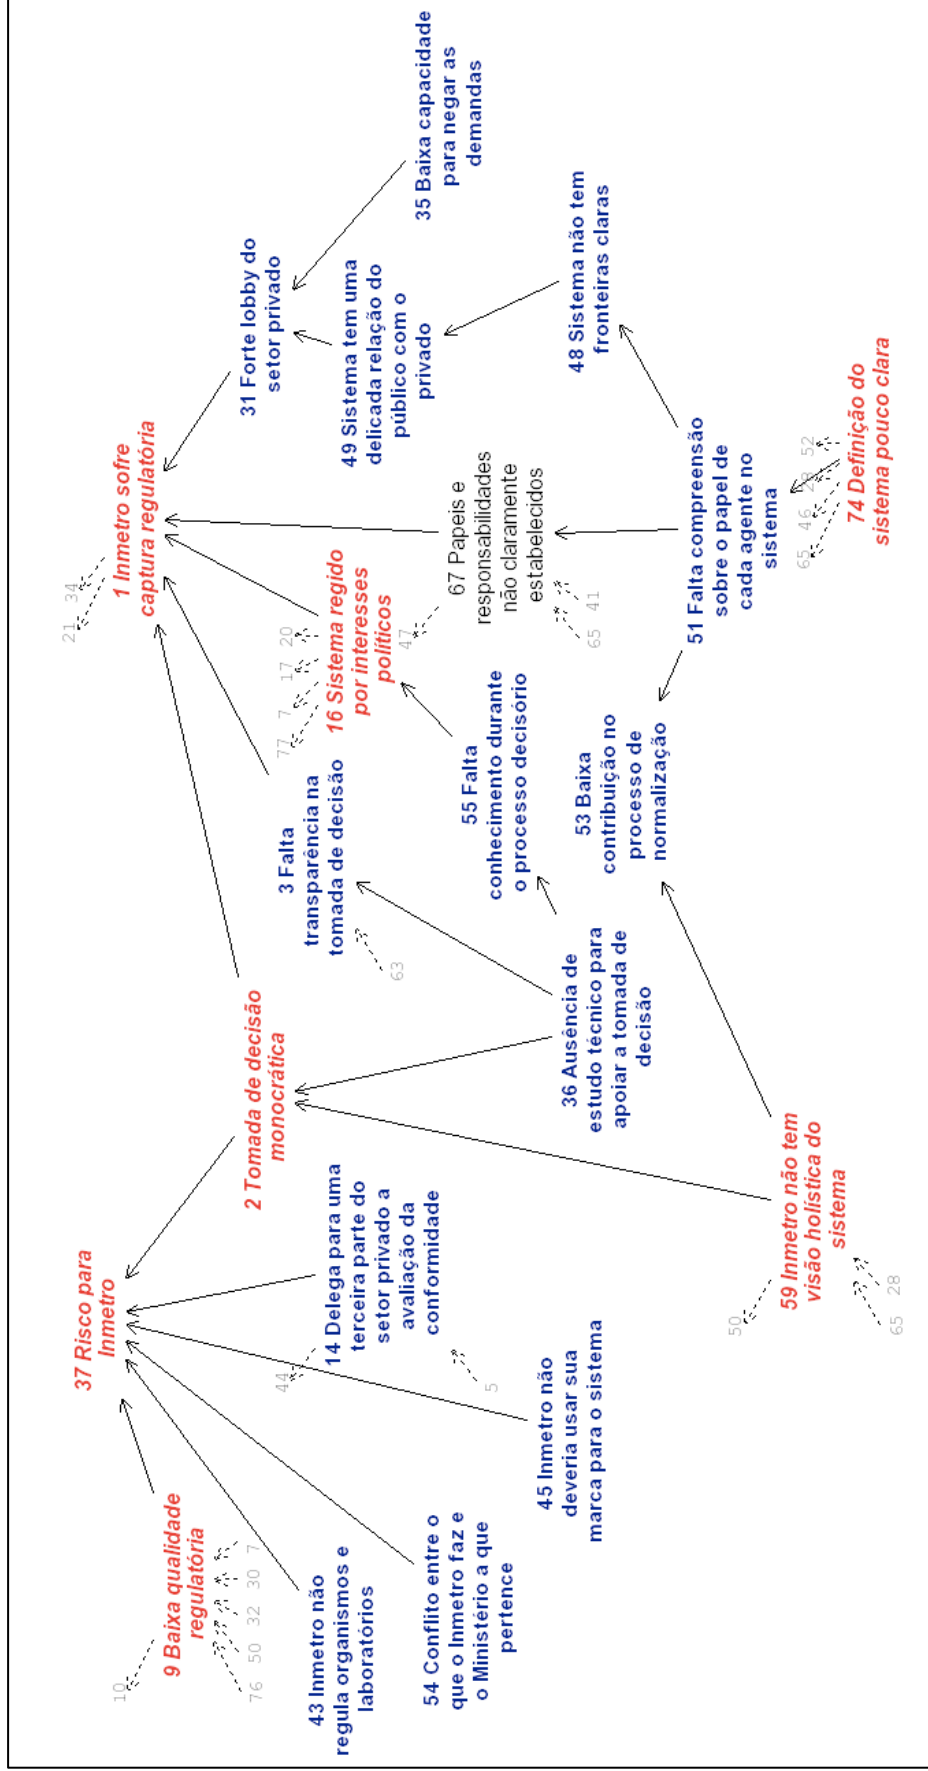 37 Risco para
Inmetro
9 Baixa qualidade
regulatória
10
76
50
32
30
7
43 Inmetro não
regula organismos e
laboratórios
54 Conflito entre o
que o Inmetro faz e
o Ministério a que
pertence
45 Inmetro não
deveria usar sua
marca para o sistema
14 Delega para uma
terceira parte do
setor privado a
avaliação da
conformidade
44
5
2 Tomada de decisão
monocrática
59 Inmetro não tem
visão holística do
sistema
50
65
28
36 Ausência de
estudo técnico para
apoiar a tomada de
decisão
3 Falta
transparência na
tomada de decisão
63
55 Falta
conhecimento durante
o processo decisório
53 Baixa
contribuição no
processo de
normalização
1 Inmetro sofre
captura regulatória
21
34
16 Sistema regido
por interesses
políticos
77
7
17
20
67 Papeis e
responsabilidades
não claramente
estabelecidos
47
65
41
51 Falta compreensão
sobre o papel de
cada agente no
sistema
74 Definição do
sistema pouco clara
65
46
28
52
31 Forte lobby do
setor privado
49 Sistema tem uma
delicada relação do
público com o
privado
48 Sistema não tem
fronteiras claras
35 Baixa capacidade
para negar as
demandas